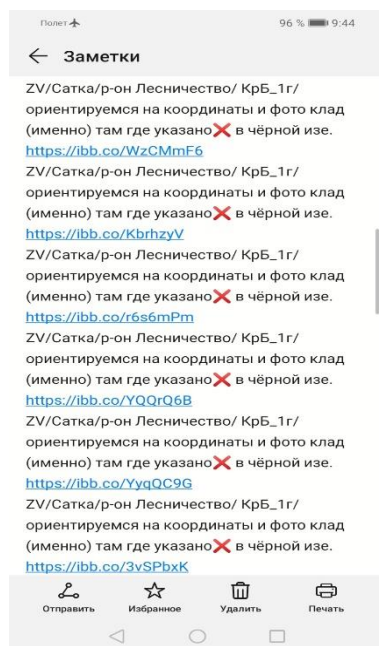 Полет 96 % 9:44
Заметки
ZV/Сатка/р-он Лесничество/ КрБ_1г/
ориентируемся на координаты и фото клад
(именно) там где указано❌ в чёрной изе.
https://ibb.co/WzCMmF6
ZV/Сатка/р-он Лесничество/ КрБ_1г/
ориентируемся на координаты и фото клад
(именно) там где указано❌ в чёрной изе.
https://ibb.co/KbrhzyV
ZV/Сатка/р-он Лесничество/ КрБ_1г/
ориентируемся на координаты и фото клад
(именно) там где указано❌ в чёрной изе.
https://ibb.co/r6s6mPm
ZV/Сатка/р-он Лесничество/ КрБ_1г/
ориентируемся на координаты и фото клад
(именно) там где указано❌ в чёрной изе.
https://ibb.co/YQQrQ6B
ZV/Сатка/р-он Лесничество/ КрБ_1г/
ориентируемся на координаты и фото клад
(именно) там где указано❌ в чёрной изе.
https://ibb.co/YyqQC9G
ZV/Сатка/р-он Лесничество/ КрБ_1г/
ориентируемся на координаты и фото клад
(именно) там где указано❌ в чёрной изе.
https://ibb.co/3vSPbxK
Отправить Избранное Удалить Печать